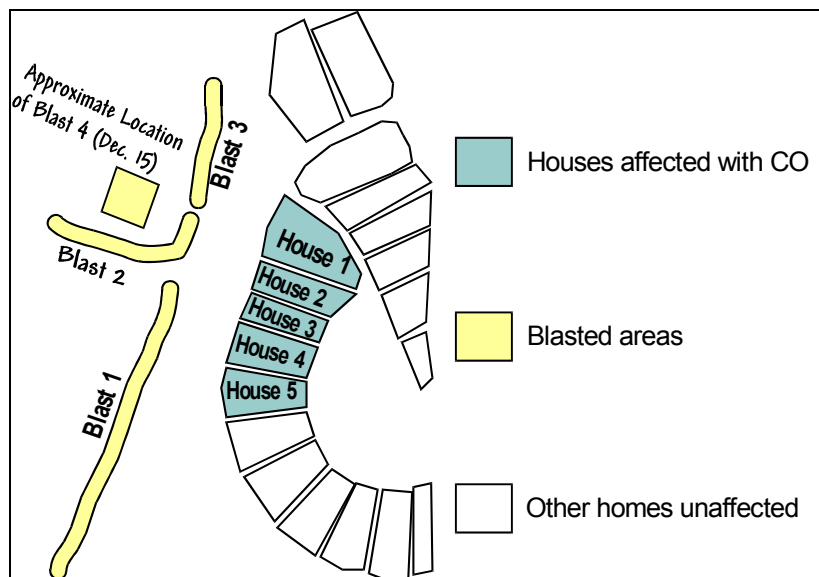 Approximate Location
of Blast 4 (Dec. 15)
Blast 3
Blast 2
Blast 1
House 1
House 2
House 3
House 4
House 5
Houses affected with CO
Blasted areas
Other homes unaffected